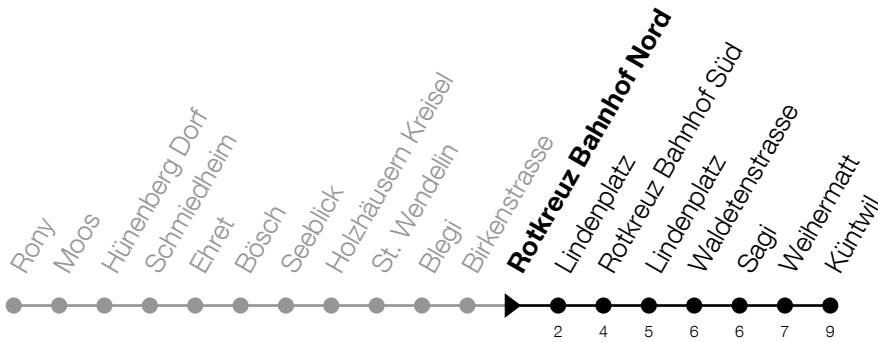 Rony
Moos
Hünenberg Dorf
Schmiedheim
Ehret
Bösch
Seeblick
Holzhäusern Kreisel
St. Wendelin
Blegi
Birkenstrasse
Rotkreuz Bahnhof Nord
Lindenplatz
Rotkreuz Bahnhof Süd
Lindenplatz
Waldetenstrasse
Sagi
Weihermatt
Küntwil
2 4 5 6 6 7 9